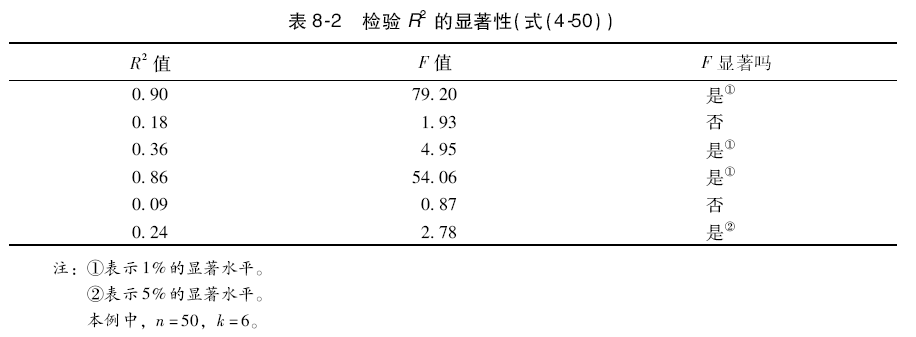 表 8-2 检验 R² 的显著性(式(4-50))
R² 值 F 值 F 显著吗
0.90 79.20 是①
0.18 1.93 否
0.36 4.95 是①
0.86 54.06 是①
0.09 0.87 否
0.24 2.78 是②
注：①表示1%的显著水平。
②表示5%的显著水平。
本例中，n=50，k=6。